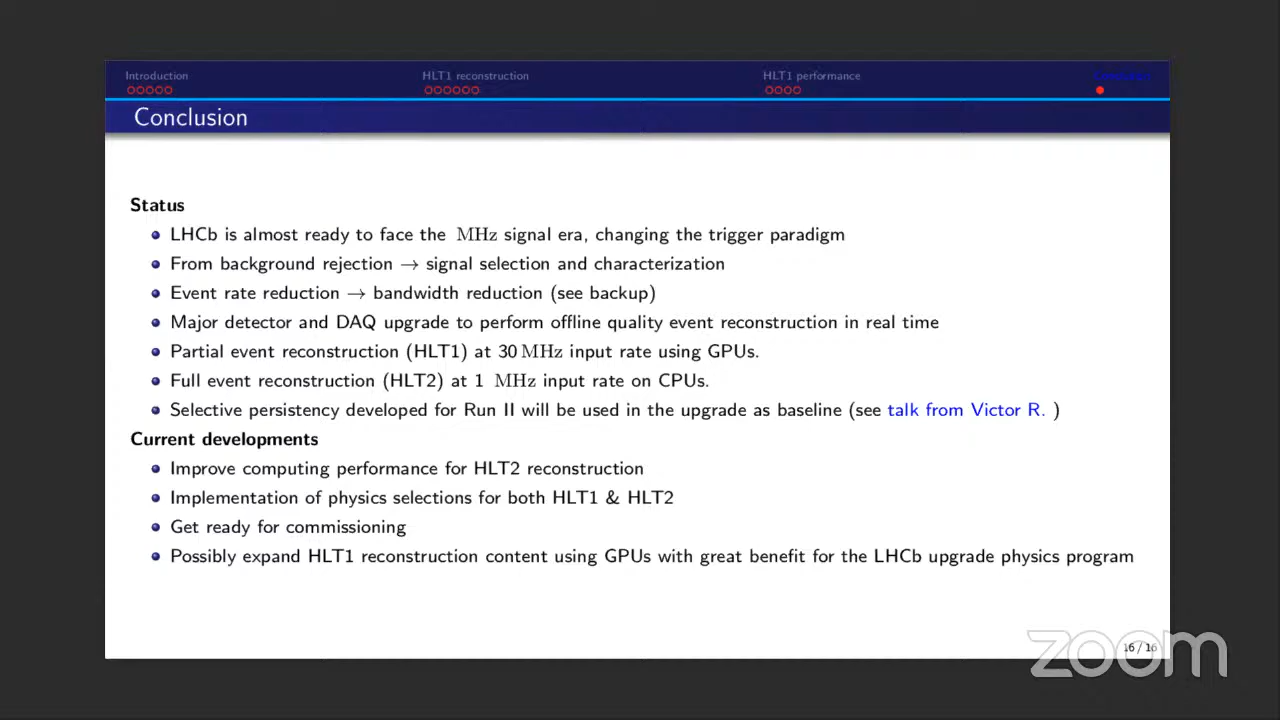 Introduction HLT1 reconstruction HLT1 performance Conclusion
Conclusion
Status
LHCb is almost ready to face the MHz signal era, changing the trigger paradigm
From background rejection → signal selection and characterization
Event rate reduction → bandwidth reduction (see backup)
Major detector and DAQ upgrade to perform offline quality event reconstruction in real time
Partial event reconstruction (HLT1) at 30 MHz input rate using GPUs.
Full event reconstruction (HLT2) at 1 MHz input rate on CPUs.
Selective persistency developed for Run II will be used in the upgrade as baseline (see talk from Victor R. )
Current developments
Improve computing performance for HLT2 reconstruction
Implementation of physics selections for both HLT1 & HLT2
Get ready for commissioning
Possibly expand HLT1 reconstruction content using GPUs with great benefit for the LHCb upgrade physics program
16 / 16
zoom